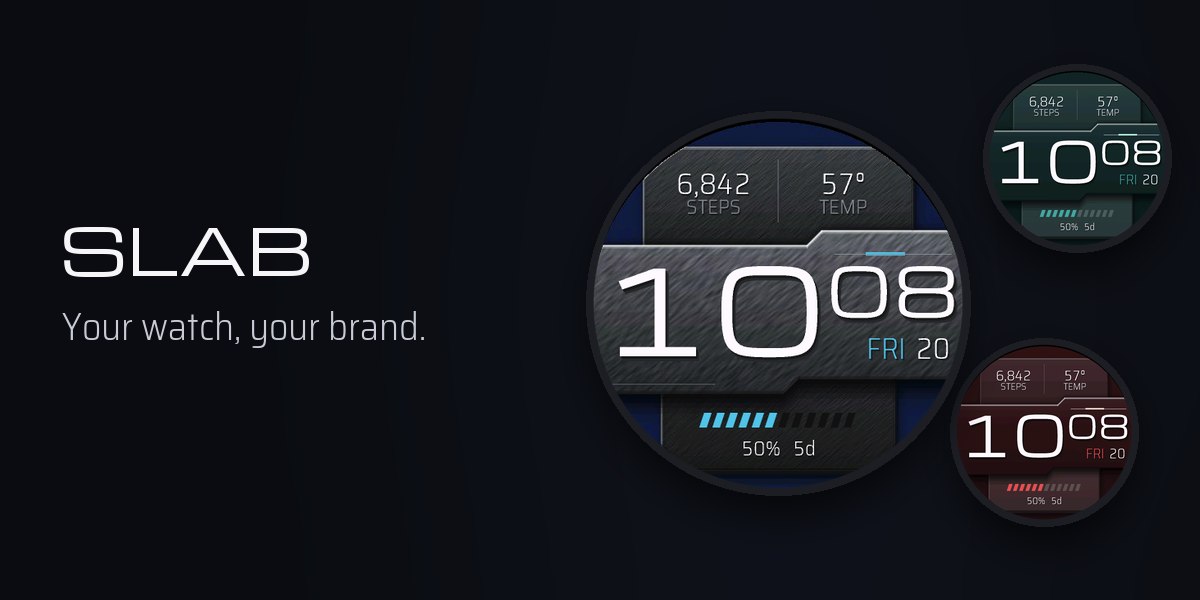 SLAB
Your watch, your brand.
6,842 57°
STEPS TEMP
10 08
FRI 20
50% 5d
6,842 57°
STEPS TEMP
10 08
FRI 20
50% 5d
6,842 57°
STEPS TEMP
10 08
FRI 20
50% 5d